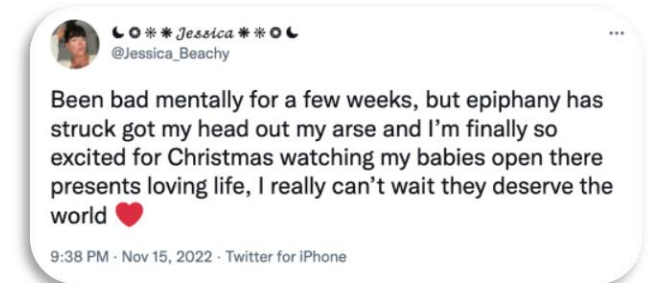 Jessica
@Jessica_Beachy
Been bad mentally for a few weeks, but epiphany has
struck got my head out my arse and I'm finally so
excited for Christmas watching my babies open there
presents loving life, I really can't wait they deserve the
world ❤️
9:38 PM · Nov 15, 2022 · Twitter for iPhone